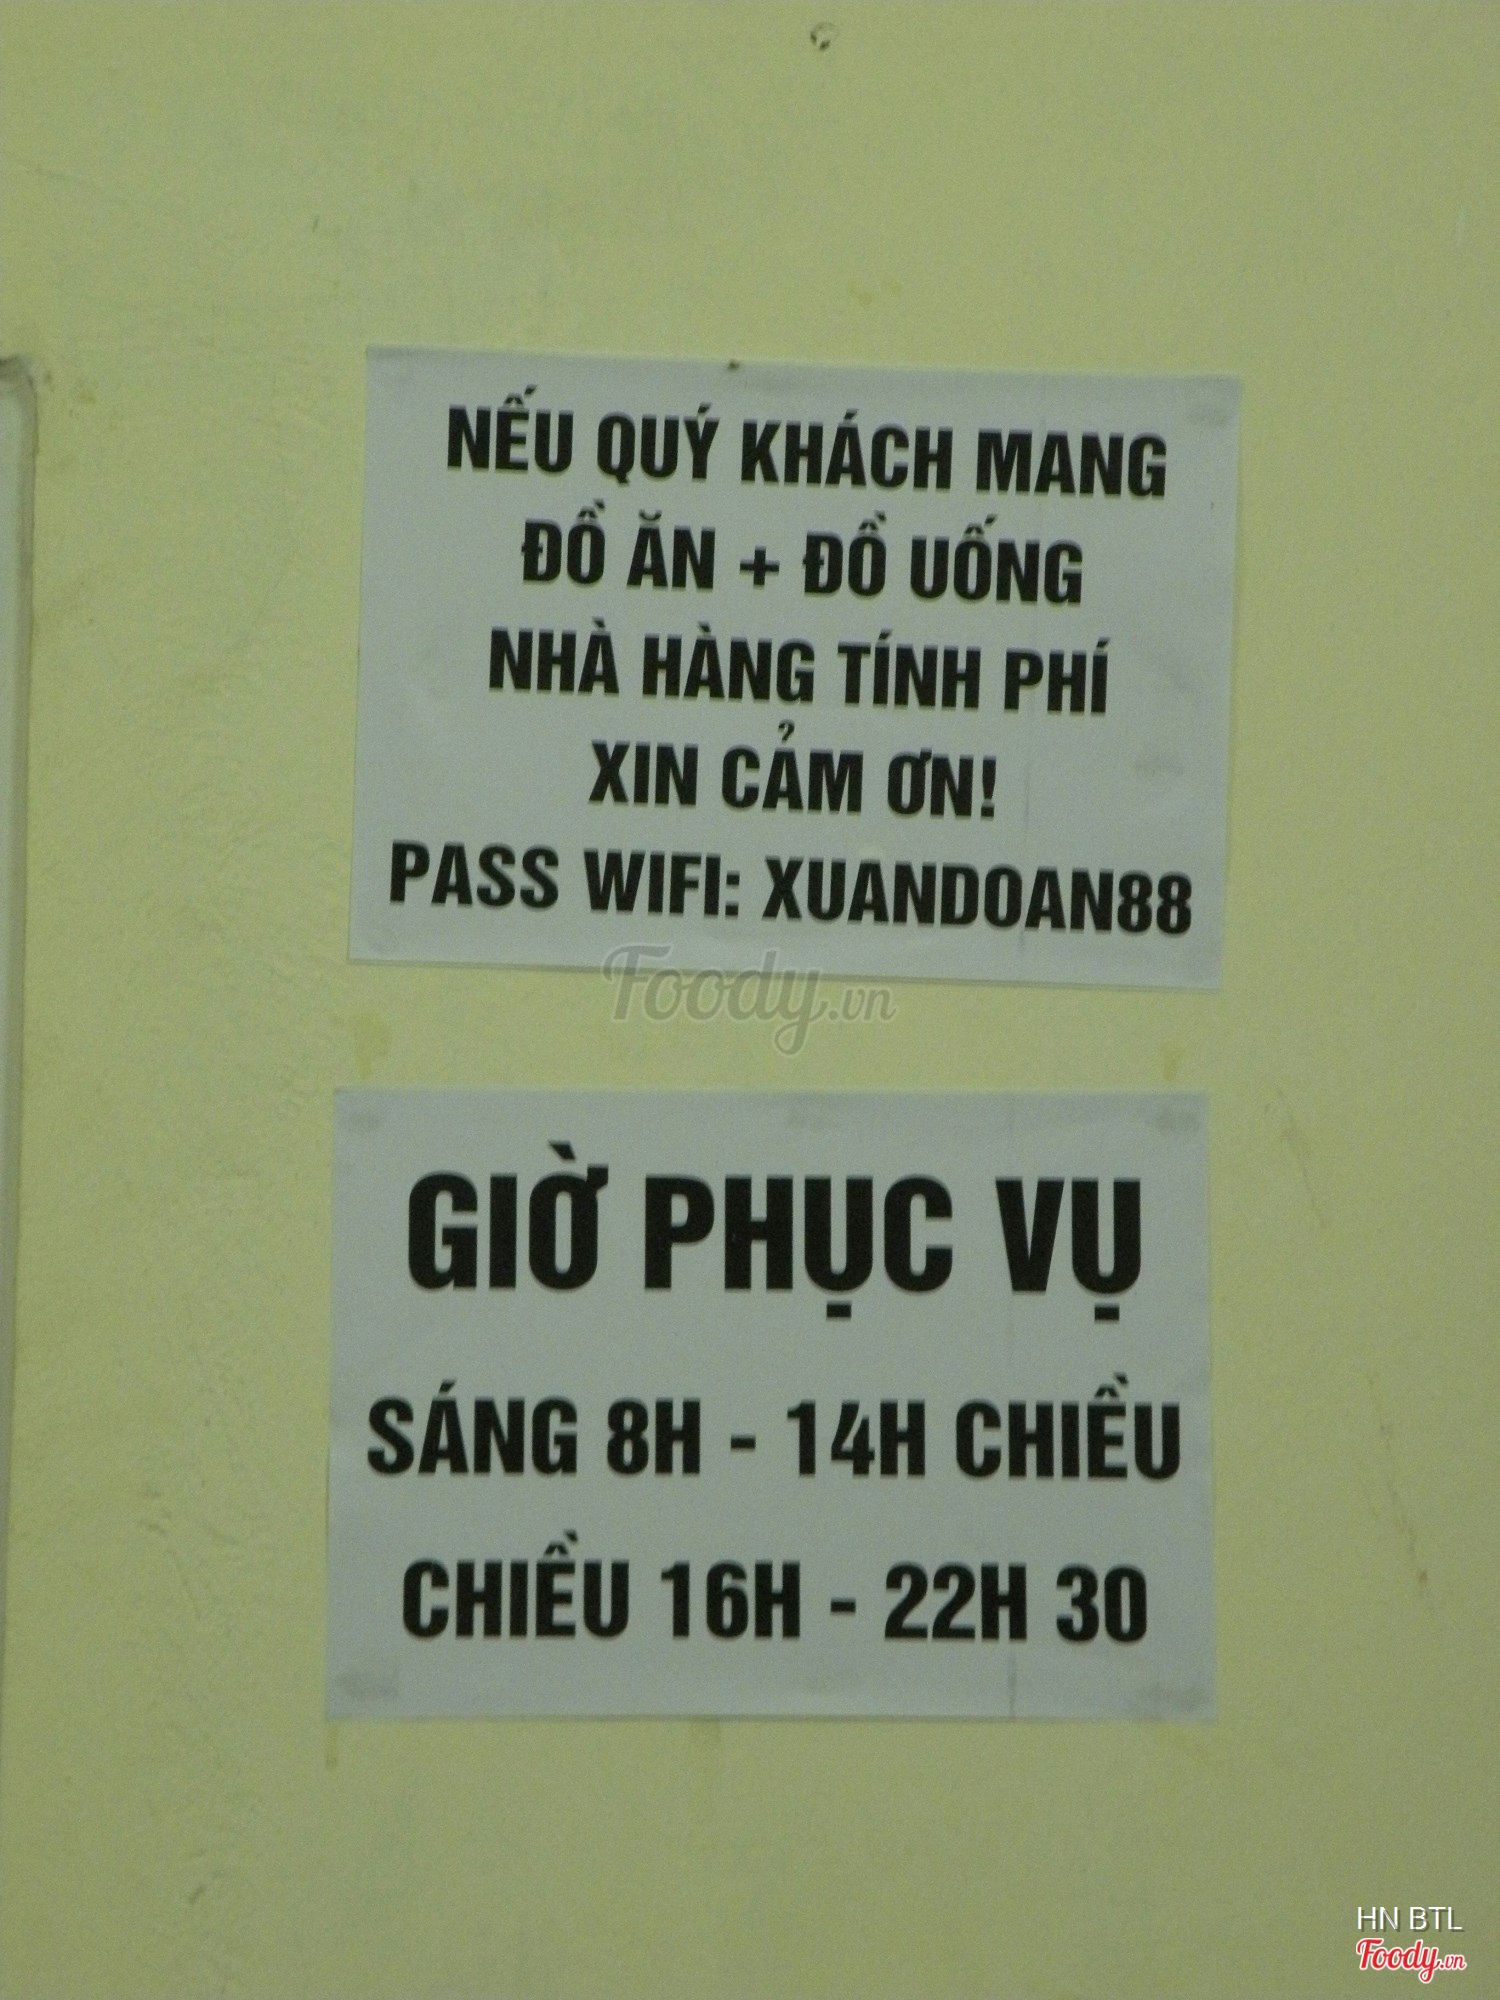 NẾU QUÝ KHÁCH MANG
ĐỒ ĂN + ĐỒ UỐNG
NHÀ HÀNG TÍNH PHÍ
XIN CẢM ƠN!
PASS WIFI: XUANDOAN88
Foody.vn
GIỜ PHỤC VỤ
SÁNG 8H - 14H CHIỀU
CHIỀU 16H - 22H 30
HN BTL
Foody.vn